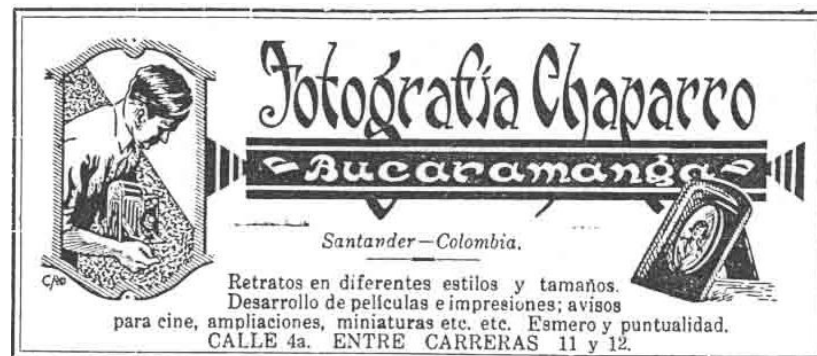 Fotografía Chaparro
Bucaramanga
Santander—Colombia.
Retratos en diferentes estilos y tamaños.
Desarrollo de películas e impresiones; avisos
para cine, ampliaciones, miniaturas etc. etc. Esmero y puntualidad.
CALLE 4a. ENTRE CARRERAS 11 y 12.